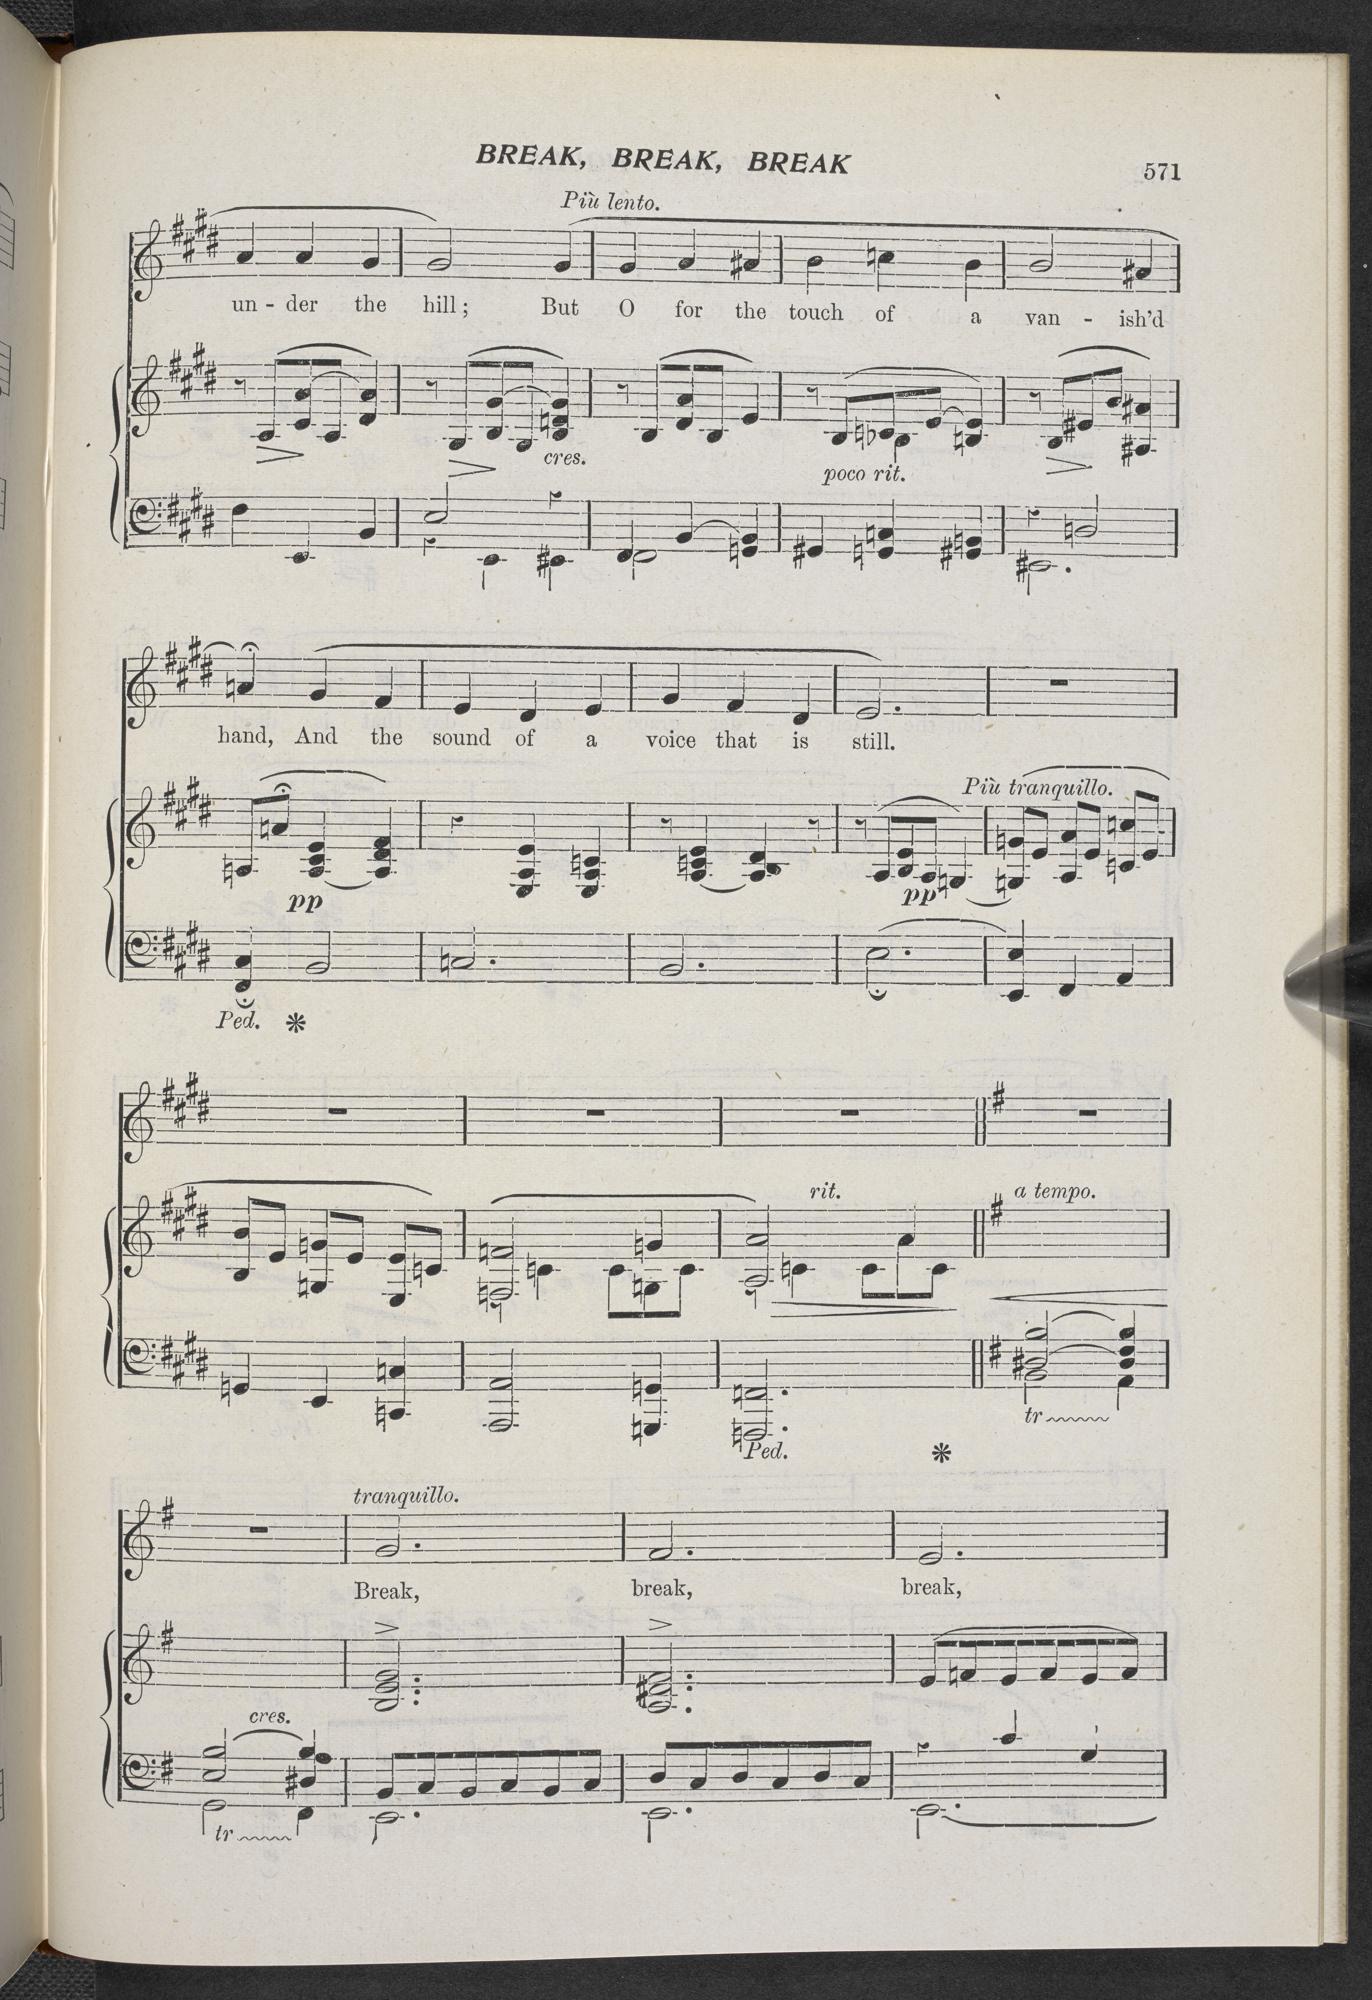 BREAK, BREAK, BREAK
571
Più lento.
un - der the hill; But O for the touch of a van - ish'd
cres.
poco rit.
hand, And the sound of a voice that is still.
Più tranquillo.
pp
pp
Ped. *
rit.
a tempo.
tr
Ped. *
tranquillo.
Break, break, break,
cres.
tr